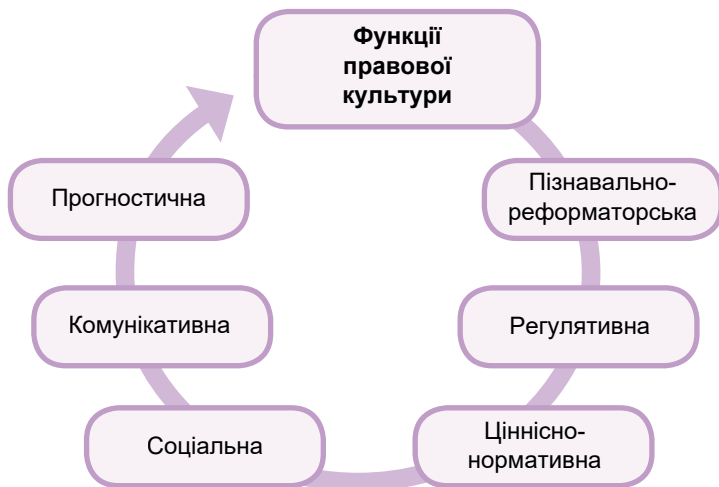 Функції
правової
культури
Пізнавально-
реформаторська
Регулятивна
Ціннісно-
нормативна
Соціальна
Комунікативна
Прогностична